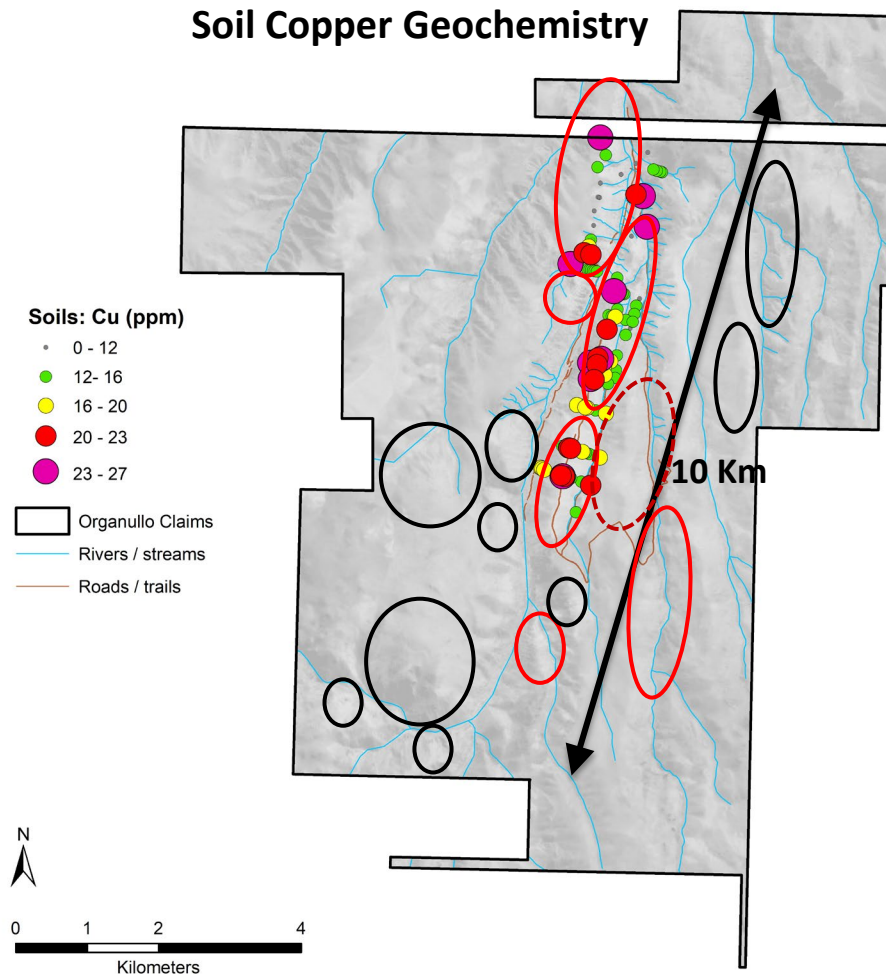 Soil Copper Geochemistry
Soils: Cu (ppm)
0 - 12
12- 16
16 - 20
20 - 23
23 - 27
Organullo Claims
Rivers / streams
Roads / trails
10 Km
N
0 1 2 4
Kilometers